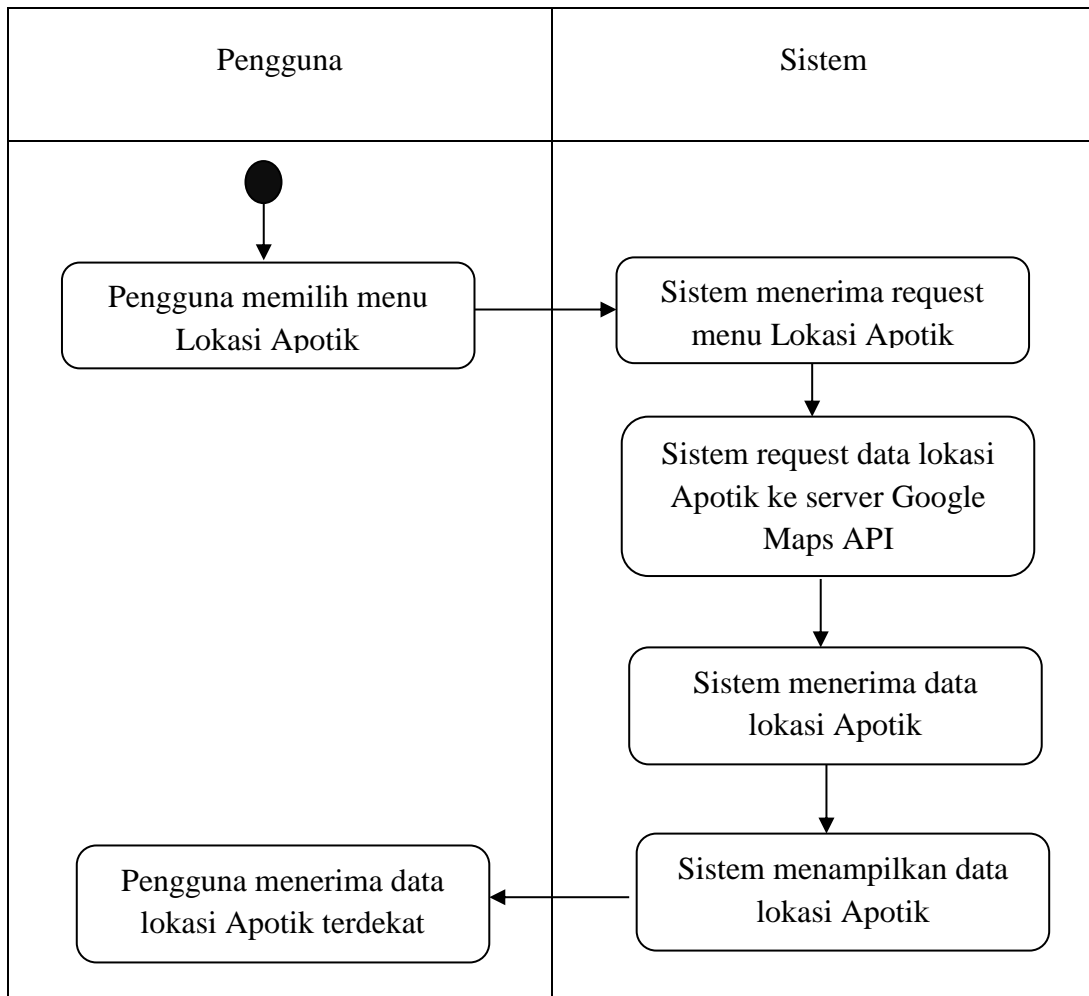 Pengguna
Sistem
Pengguna memilih menu
Lokasi Apotik
Sistem menerima request
menu Lokasi Apotik
Sistem request data lokasi
Apotik ke server Google
Maps API
Sistem menerima data
lokasi Apotik
Sistem menampilkan data
lokasi Apotik
Pengguna menerima data
lokasi Apotik terdekat